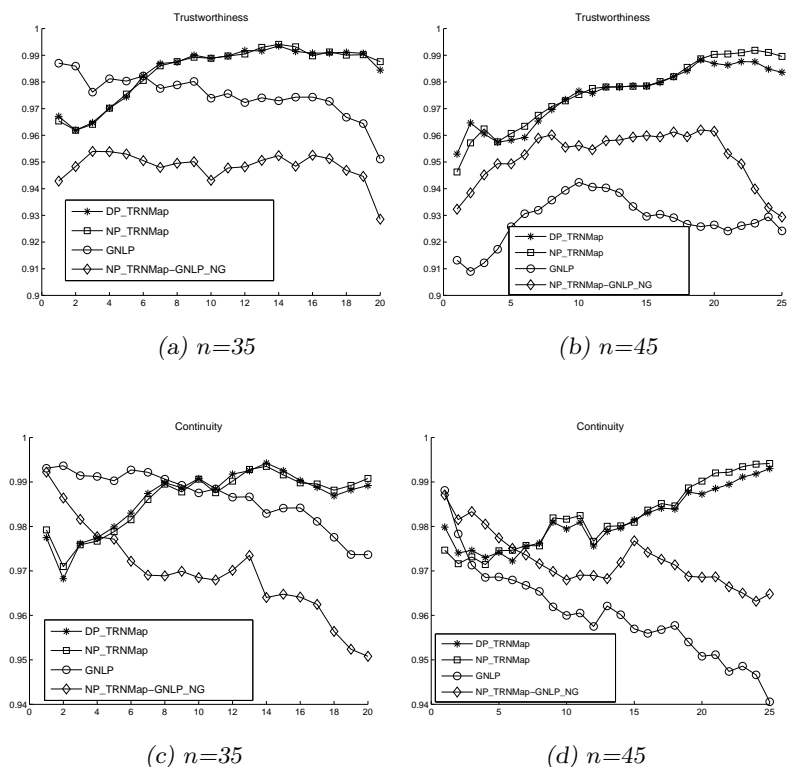 Trustworthiness
1
0.99
0.98
0.97
0.96
0.95
0.94
0.93
0.92
0.91
0.9
0 2 4 6 8 10 12 14 16 18 20
DP_TRNMap
NP_TRNMap
GNLP
NP_TRNMap−GNLP_NG
(a) n=35
Trustworthiness
1
0.99
0.98
0.97
0.96
0.95
0.94
0.93
0.92
0.91
0.9
0 5 10 15 20 25
DP_TRNMap
NP_TRNMap
GNLP
NP_TRNMap−GNLP_NG
(b) n=45
Continuity
1
0.99
0.98
0.97
0.96
0.95
0.94
0 2 4 6 8 10 12 14 16 18 20
DP_TRNMap
NP_TRNMap
GNLP
NP_TRNMap−GNLP_NG
(c) n=35
Continuity
1
0.99
0.98
0.97
0.96
0.95
0.94
0 5 10 15 20 25
DP_TRNMap
NP_TRNMap
GNLP
NP_TRNMap−GNLP_NG
(d) n=45